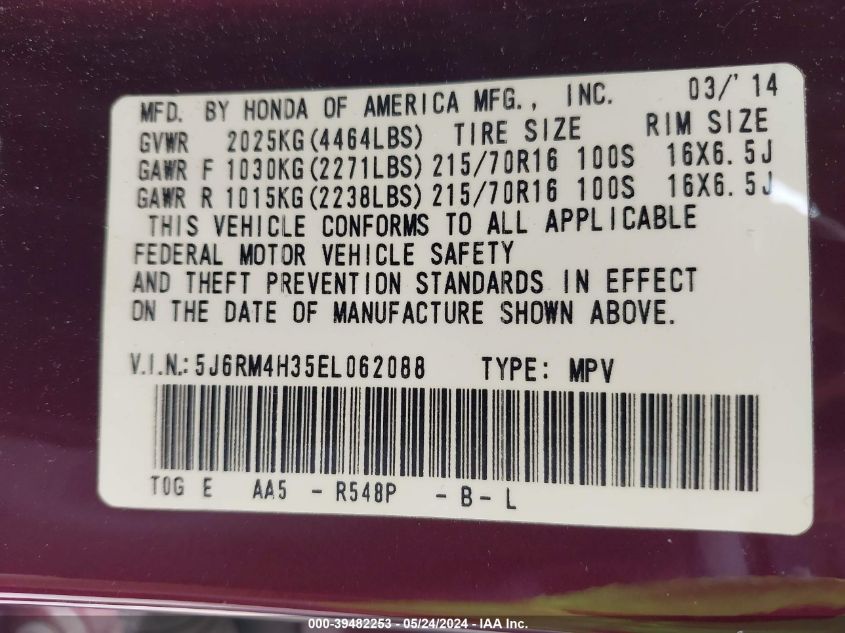 MFD. BY HONDA OF AMERICA MFG., INC. 03/'14
GVWR 2025KG(4464LBS) TIRE SIZE RIM SIZE
GAWR F 1030KG(2271LBS) 215/70R16 100S 16X6.5J
GAWR R 1015KG(2238LBS) 215/70R16 100S 16X6.5J
THIS VEHICLE CONFORMS TO ALL APPLICABLE
FEDERAL MOTOR VEHICLE SAFETY
AND THEFT PREVENTION STANDARDS IN EFFECT
ON THE DATE OF MANUFACTURE SHOWN ABOVE.
V.I.N.: 5J6RM4H35EL062088 TYPE: MPV
T0G E AA5 - R548P - B - L
000-39482253 - 05/24/2024 - IAA Inc.